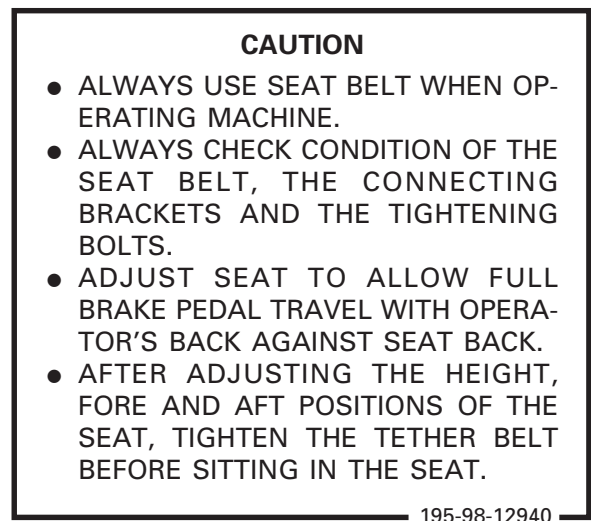 CAUTION
● ALWAYS USE SEAT BELT WHEN OP-
ERATING MACHINE.
● ALWAYS CHECK CONDITION OF THE
SEAT BELT, THE CONNECTING
BRACKETS AND THE TIGHTENING
BOLTS.
● ADJUST SEAT TO ALLOW FULL
BRAKE PEDAL TRAVEL WITH OPERA-
TOR'S BACK AGAINST SEAT BACK.
● AFTER ADJUSTING THE HEIGHT,
FORE AND AFT POSITIONS OF THE
SEAT, TIGHTEN THE TETHER BELT
BEFORE SITTING IN THE SEAT.
195-98-12940